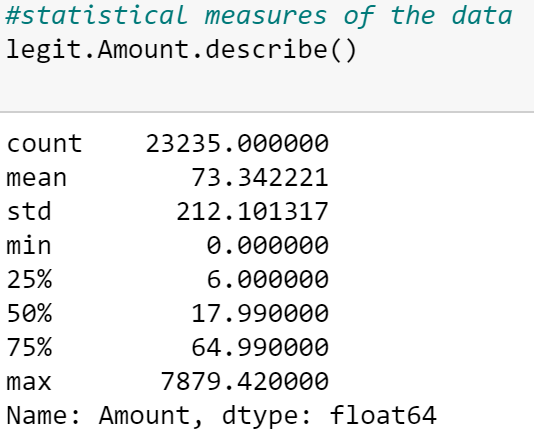 #statistical measures of the data
legit.Amount.describe()
count    23235.000000
mean        73.342221
std        212.101317
min          0.000000
25%          6.000000
50%         17.990000
75%         64.990000
max       7879.420000
Name: Amount, dtype: float64